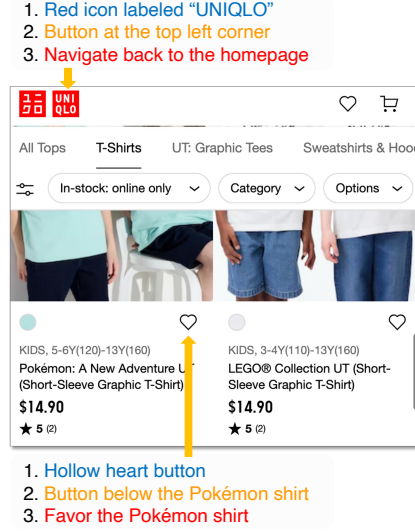 1. Red icon labeled “UNIQLO”
2. Button at the top left corner
3. Navigate back to the homepage
ユニ UNI
クロ QLO
All Tops T-Shirts UT: Graphic Tees Sweatshirts & Hood
In-stock: online only Category Options
KIDS, 5-6Y(120)-13Y(160) KIDS, 3-4Y(110)-13Y(160)
Pokémon: A New Adventure UT LEGO® Collection UT (Short-
(Short-Sleeve Graphic T-Shirt) Sleeve Graphic T-Shirt)
$14.90 $14.90
★ 5 (2) ★ 5 (2)
1. Hollow heart button
2. Button below the Pokémon shirt
3. Favor the Pokémon shirt